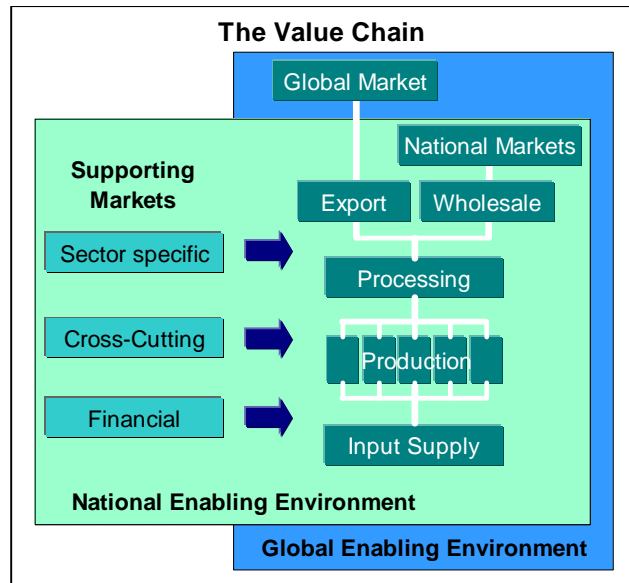 The Value Chain
Global Market
National Markets
Supporting
Markets
Export
Wholesale
Sector specific
Processing
Cross-Cutting
Production
Financial
Input Supply
National Enabling Environment
Global Enabling Environment